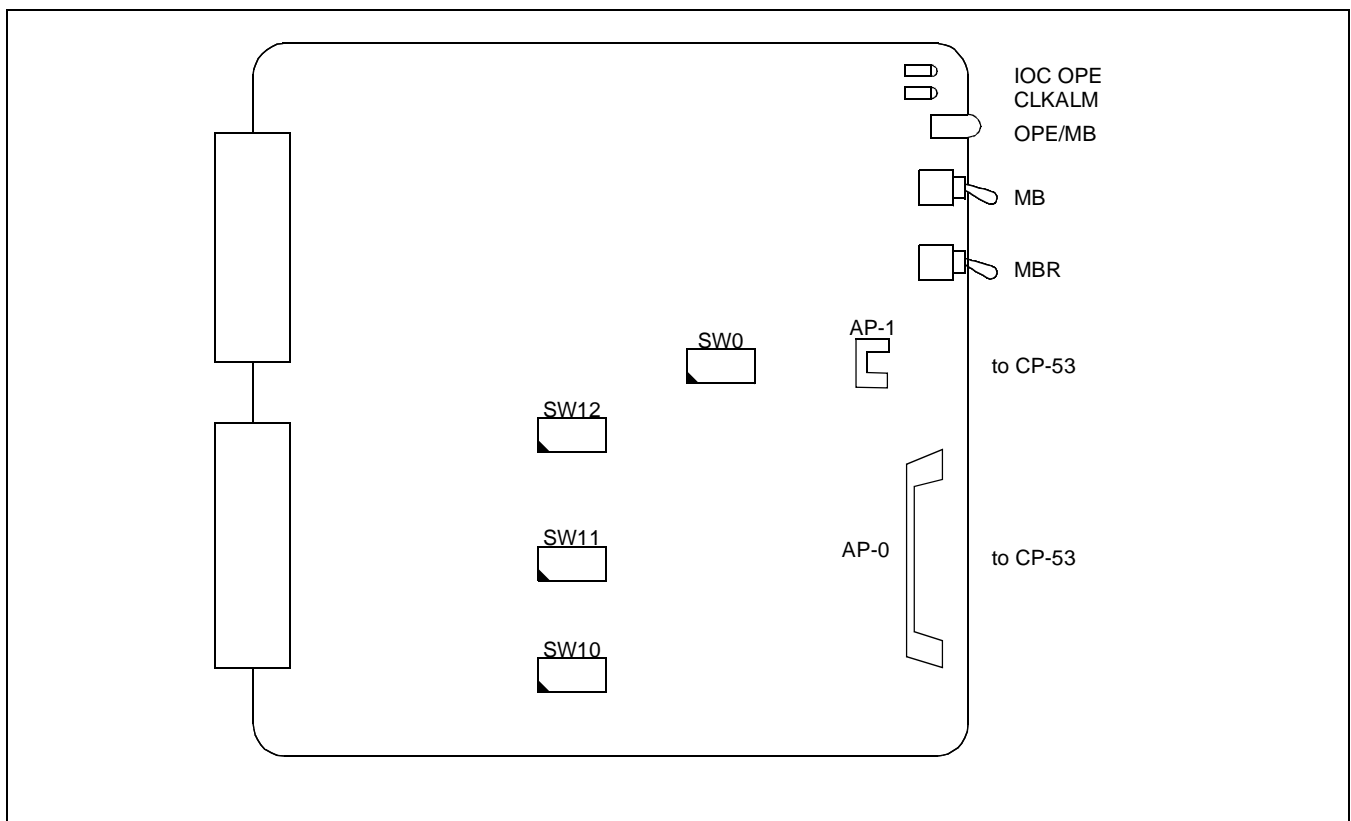 IOC OPE
CLKALM
OPE/MB
MB
MBR
AP-1
SW0
to CP-53
SW12
SW11
AP-0
to CP-53
SW10